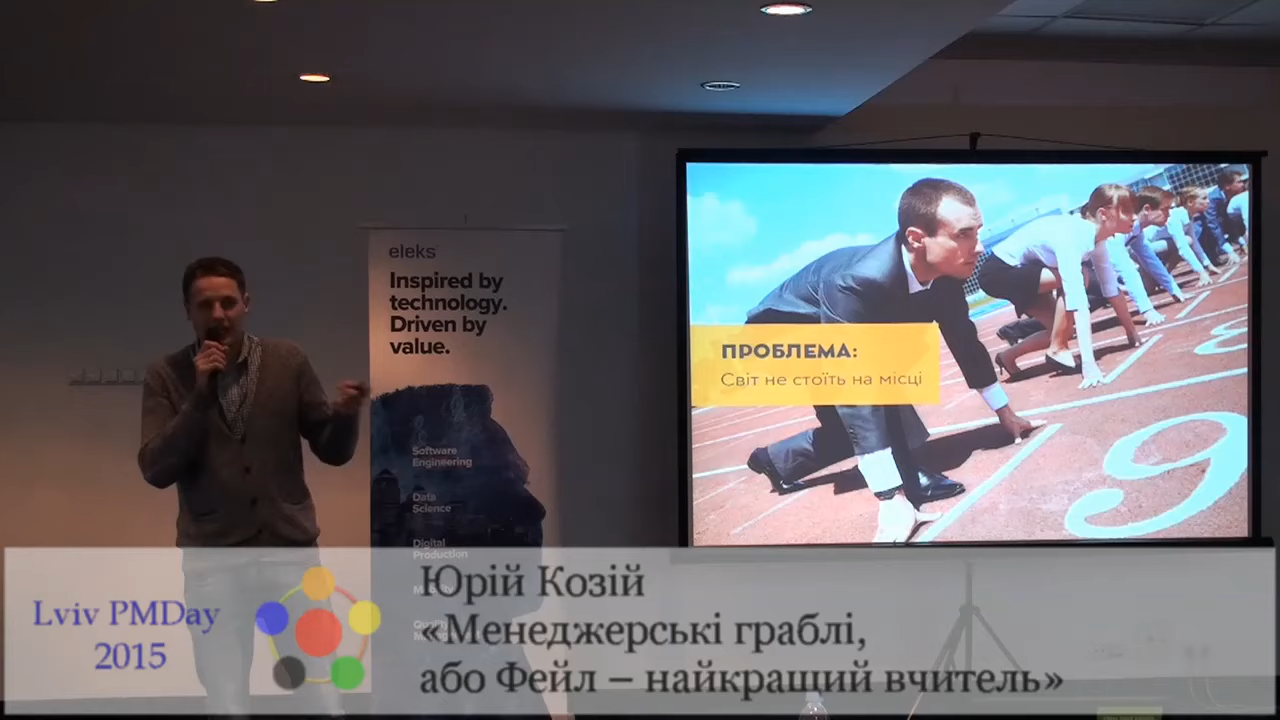 eleks
Inspired by
technology.
Driven by
value.
Software
Engineering
Data
Science
Digital
Production
ПРОБЛЕМА:
Світ не стоїть на місці
9
Lviv PMDay
2015
Юрій Козій
«Менеджерські граблі,
або Фейл – найкращий вчитель»